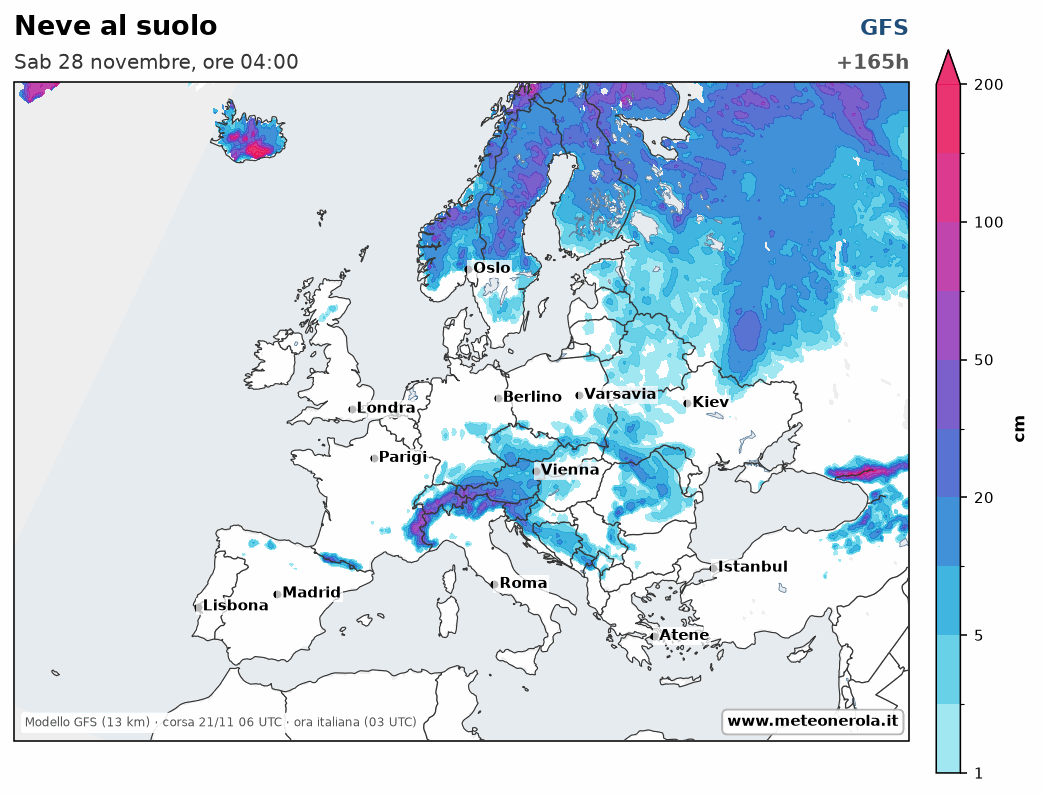 Neve al suolo
GFS
Sab 28 novembre, ore 04:00
+165h
200
100
50
20
5
1
cm
Oslo
Londra
Berlino
Varsavia
Kiev
Parigi
Vienna
Istanbul
Roma
Madrid
Lisbona
Atene
Modello GFS (13 km) · corsa 21/11 06 UTC · ora italiana (03 UTC)
www.meteonerola.it